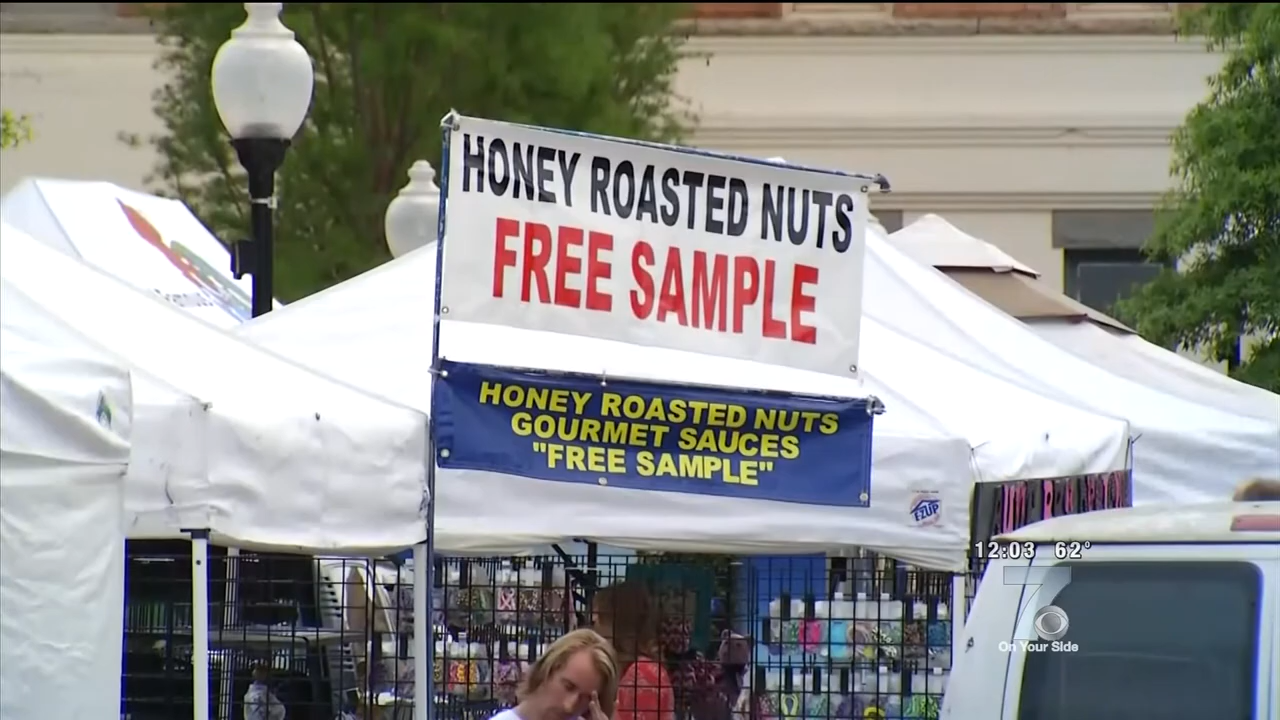 HONEY ROASTED NUTS
FREE SAMPLE
HONEY ROASTED NUTS
GOURMET SAUCES
"FREE SAMPLE"
E-Z UP
12:03 62°
7
On Your Side